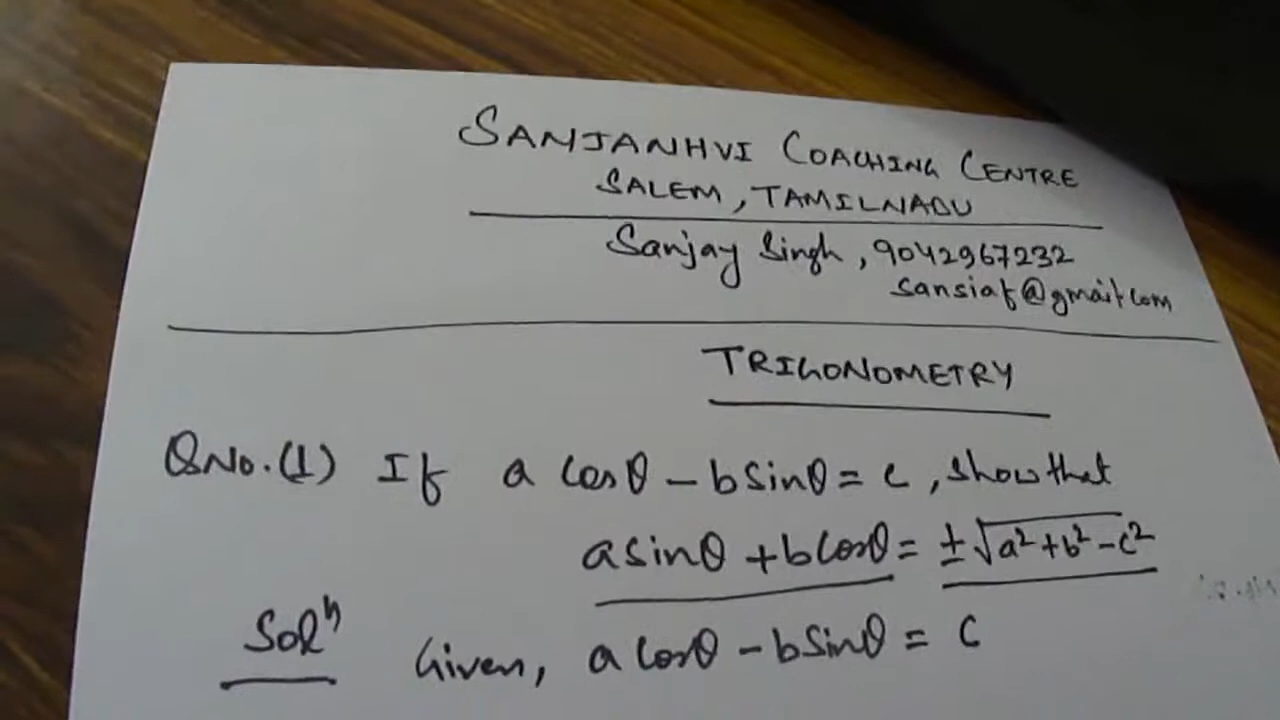 SANJANHVI COACHING CENTRE
SALEM, TAMILNADU
Sanjay Singh, 9042967232
sansiaf@gmail.com
TRIGONOMETRY
QNo.(1) If a cosθ - b sinθ = c, show that
a sinθ + b cosθ = ± √a² + b² - c²
Solⁿ Given, a cosθ - b sinθ = c